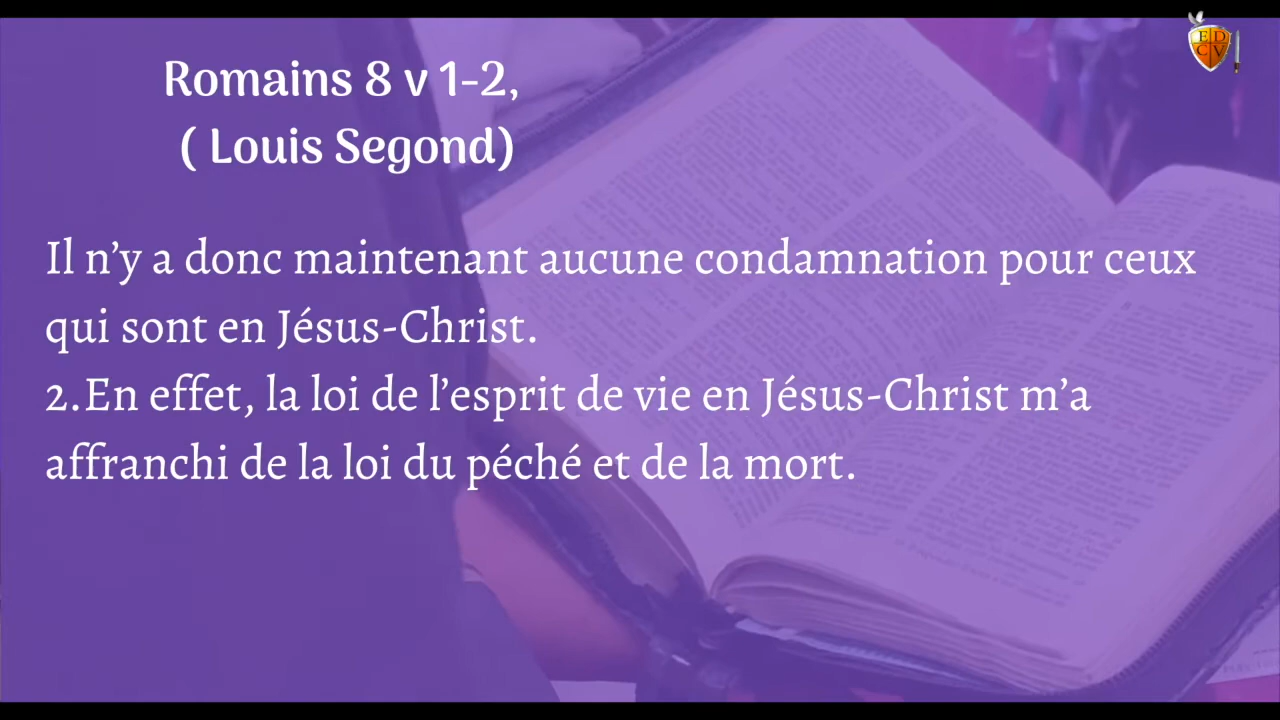 Romains 8 v 1-2,
( Louis Segond)
Il n’y a donc maintenant aucune condamnation pour ceux
qui sont en Jésus-Christ.
2.En effet, la loi de l’esprit de vie en Jésus-Christ m’a
affranchi de la loi du péché et de la mort.
ED
CV